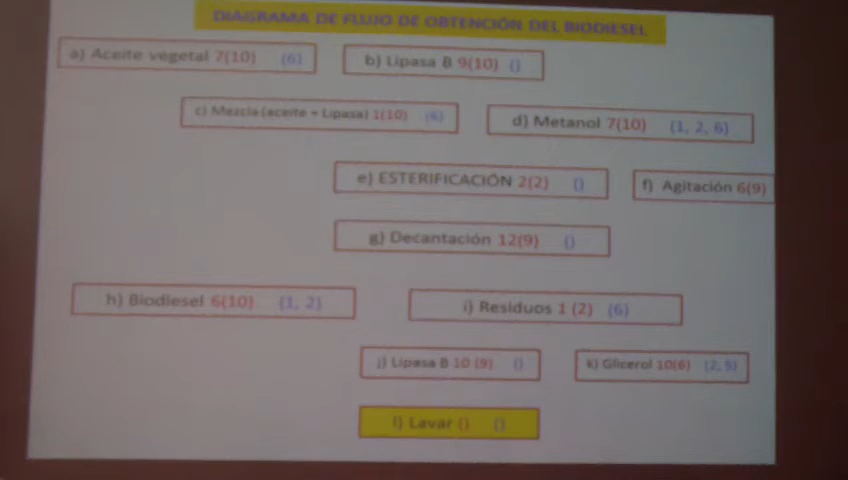 DIAGRAMA DE FLUJO DE OBTENCIÓN DEL BIODIESEL
a) Aceite vegetal 7(10) (6)
b) Lipasa B 9(10) ()
c) Mezcla (aceite + Lipasa) 1(10) (6)
d) Metanol 7(10) (1, 2, 6)
e) ESTERIFICACIÓN 2(2) ()
f) Agitación 6(9)
g) Decantación 12(9) ()
h) Biodiesel 6(10) (1, 2)
i) Residuos 1 (2) (6)
j) Lipasa B 10 (9) ()
k) Glicerol 10(6) (2, 5)
l) Lavar () ()